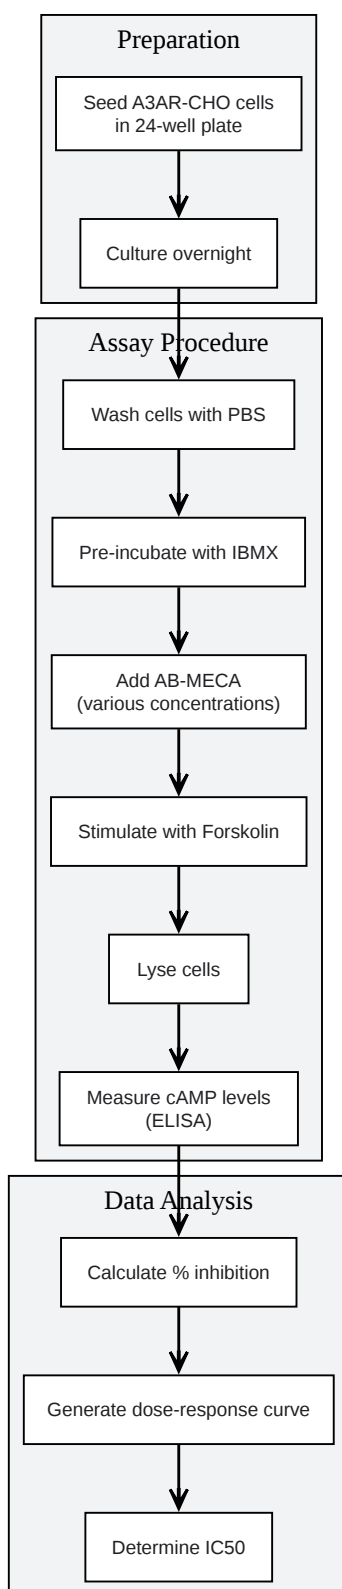 Preparation
Seed A3AR-CHO cells
in 24-well plate
Culture overnight
Assay Procedure
Wash cells with PBS
Pre-incubate with IBMX
Add AB-MECA
(various concentrations)
Stimulate with Forskolin
Lyse cells
Measure cAMP levels
(ELISA)
Data Analysis
Calculate % inhibition
Generate dose-response curve
Determine IC50